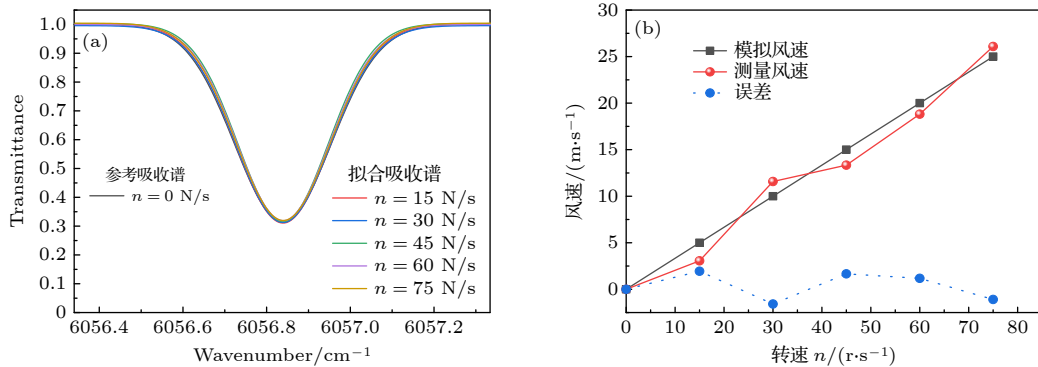 (a)
Transmittance
1.0
0.9
0.8
0.7
0.6
0.5
0.4
0.3
0.2
0.1
0
参考吸收谱
n = 0 N/s
拟合吸收谱
n = 15 N/s
n = 30 N/s
n = 45 N/s
n = 60 N/s
n = 75 N/s
6056.4 6056.6 6056.8 6057.0 6057.2
Wavenumber/cm⁻¹
(b)
风速/(m·s⁻¹)
30
25
20
15
10
5
0
模拟风速
测量风速
误差
0 10 20 30 40 50 60 70 80
转速 n/(r·s⁻¹)